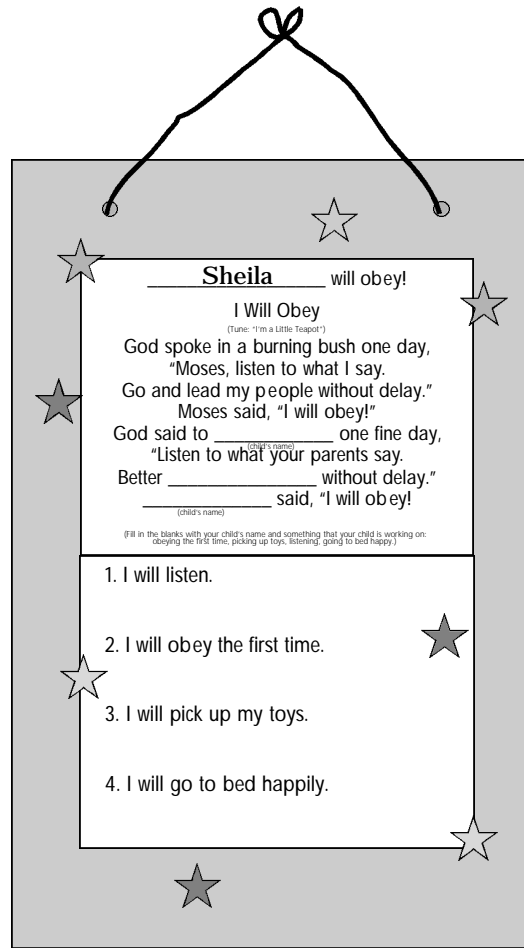 __________Sheila__________ will obey!
I Will Obey
(Tune: "I'm a Little Teapot")
God spoke in a burning bush one day,
“Moses, listen to what I say.
Go and lead my people without delay.”
Moses said, “I will obey!”
God said to ____________ one fine day,
(child's name)
“Listen to what your parents say.
Better _______________ without delay.”
_____________ said, “I will obey!
(child's name)
(Fill in the blanks with your child's name and something that your child is working on:
obeying the first time, picking up toys, listening, going to bed happy.)
1. I will listen.
2. I will obey the first time.
3. I will pick up my toys.
4. I will go to bed happily.